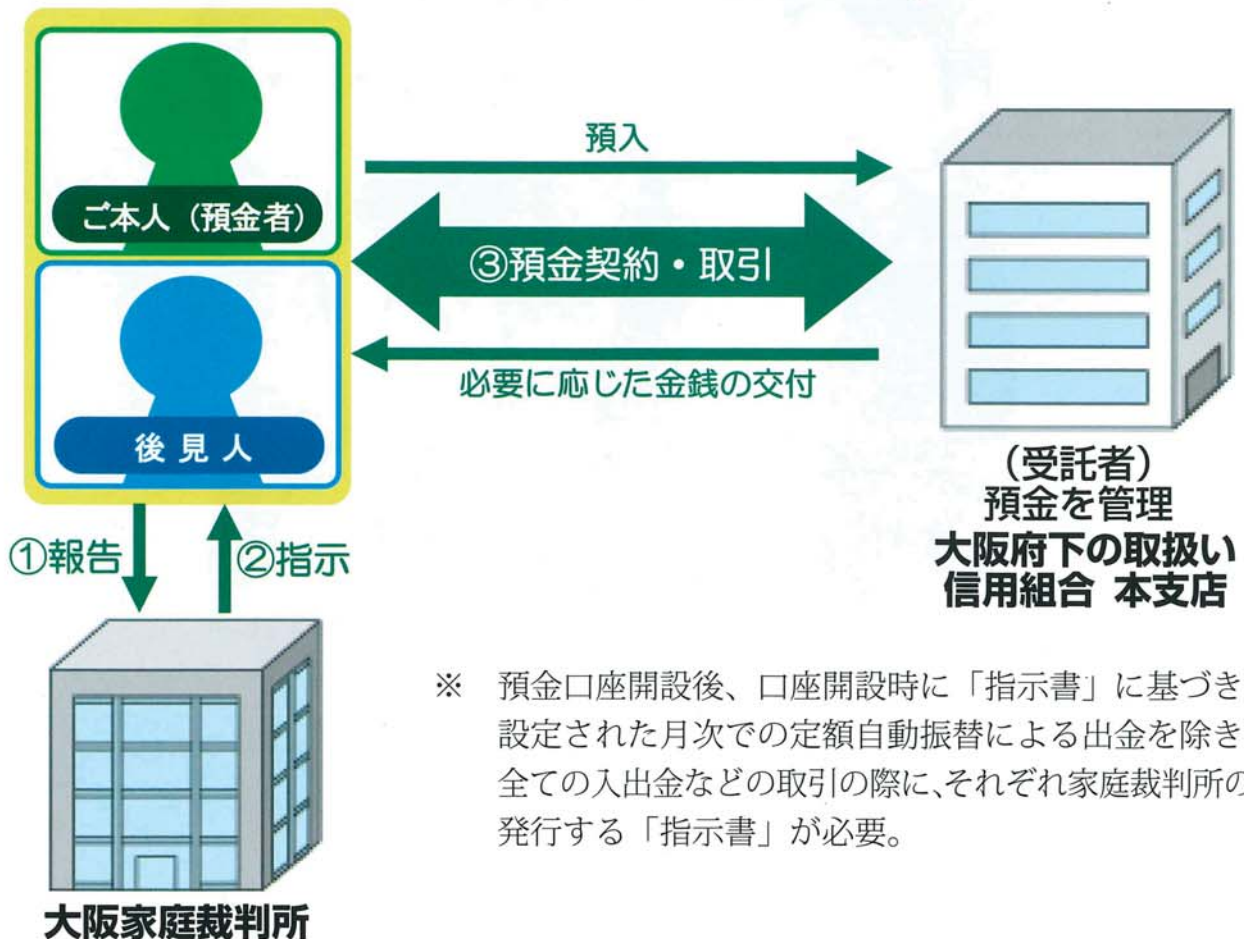 預入
ご本人（預金者）
③預金契約・取引
必要に応じた金銭の交付
後見人
（受託者）
預金を管理
大阪府下の取扱い
信用組合 本支店
①報告
②指示
※ 預金口座開設後、口座開設時に「指示書」に基づき
設定された月次での定額自動振替による出金を除き
全ての入出金などの取引の際に、それぞれ家庭裁判所の
発行する「指示書」が必要。
大阪家庭裁判所